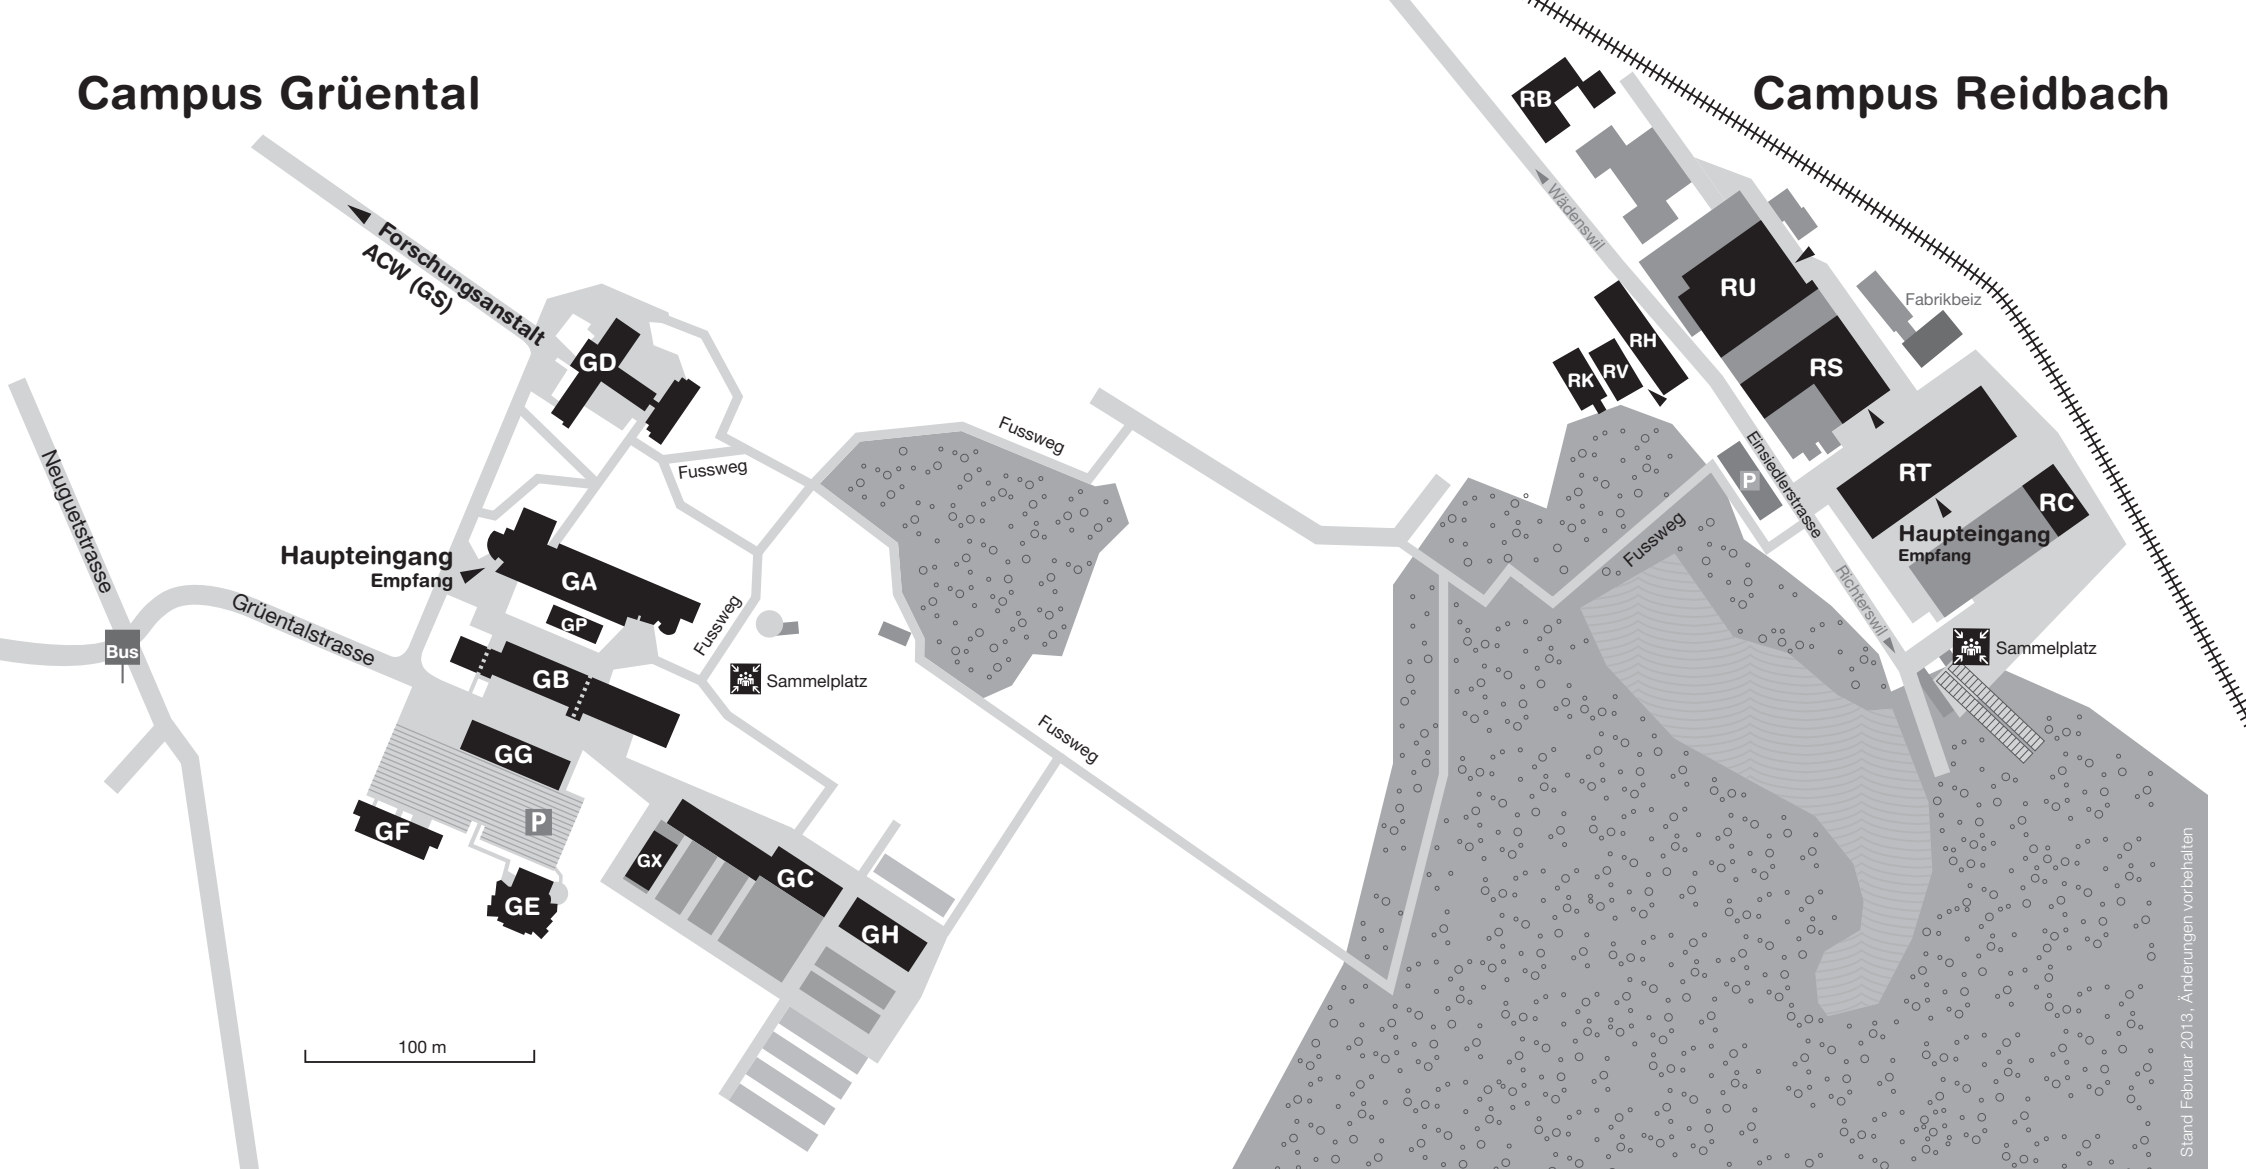 Campus Grüental
Campus Reidbach
RB
Wädenswil
Forschungsanstalt
ACW (GS)
RU
Fabrikbeiz
RH
RV
RK
RS
GD
Fussweg
Fussweg
Neuguetstrasse
P
Einsiedlerstrasse
RT
RC
Haupteingang
Empfang
Fussweg
Haupteingang
Empfang
GA
GP
Grüentalstrasse
Fussweg
Richterswil
Bus
Sammelplatz
GB
Sammelplatz
Fussweg
GG
P
GF
GX
GC
GE
GH
100 m
Stand Februar 2013, Änderungen vorbehalten